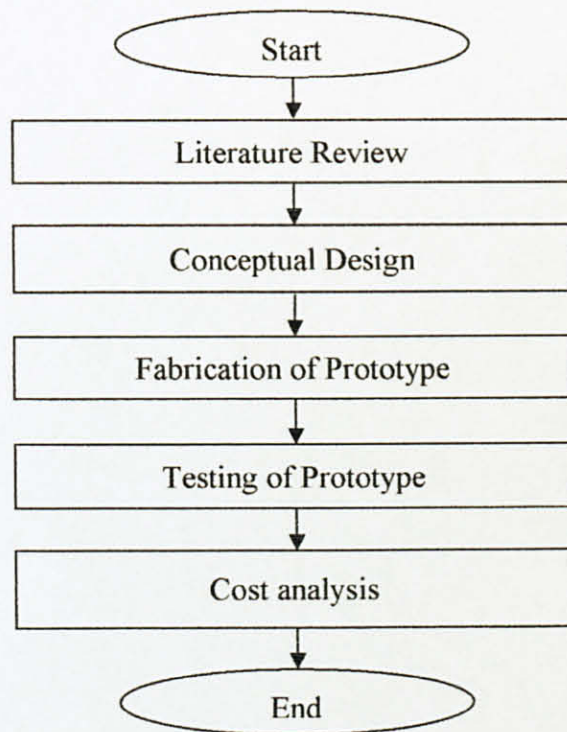 Start
Literature Review
Conceptual Design
Fabrication of Prototype
Testing of Prototype
Cost analysis
End